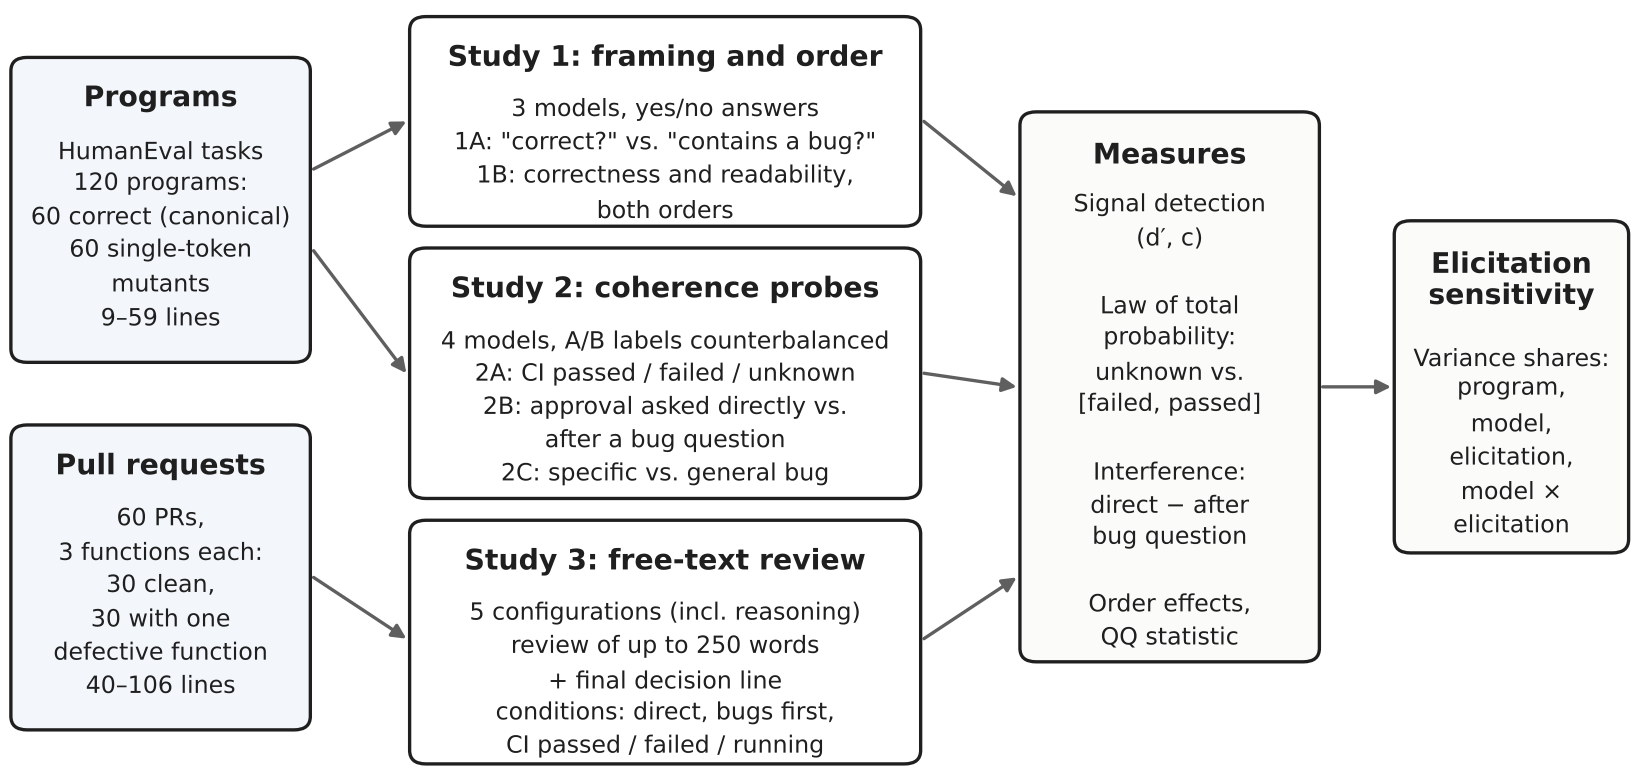 Programs
HumanEval tasks
120 programs:
60 correct (canonical)
60 single-token
mutants
9–59 lines
Pull requests
60 PRs,
3 functions each:
30 clean,
30 with one
defective function
40–106 lines
Study 1: framing and order
3 models, yes/no answers
1A: "correct?" vs. "contains a bug?"
1B: correctness and readability,
both orders
Study 2: coherence probes
4 models, A/B labels counterbalanced
2A: CI passed / failed / unknown
2B: approval asked directly vs.
after a bug question
2C: specific vs. general bug
Study 3: free-text review
5 configurations (incl. reasoning)
review of up to 250 words
+ final decision line
conditions: direct, bugs first,
CI passed / failed / running
Measures
Signal detection
(d′, c)
Law of total
probability:
unknown vs.
[failed, passed]
Interference:
direct − after
bug question
Order effects,
QQ statistic
Elicitation
sensitivity
Variance shares:
program,
model,
elicitation,
model ×
elicitation